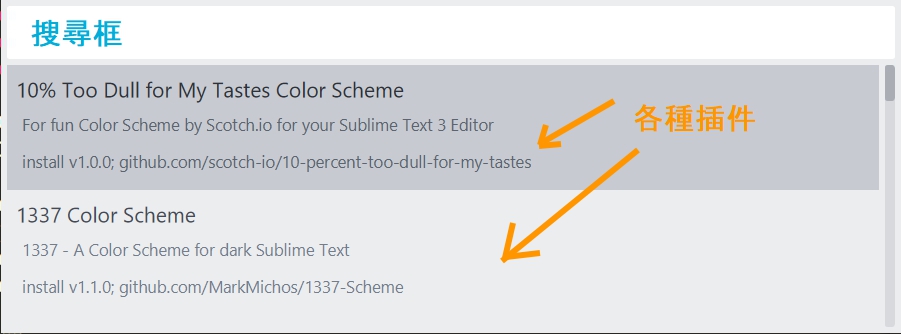 搜尋框
10% Too Dull for My Tastes Color Scheme
For fun Color Scheme by Scotch.io for your Sublime Text 3 Editor
各種插件
install v1.0.0; github.com/scotch-io/10-percent-too-dull-for-my-tastes
1337 Color Scheme
1337 - A Color Scheme for dark Sublime Text
install v1.1.0; github.com/MarkMichos/1337-Scheme